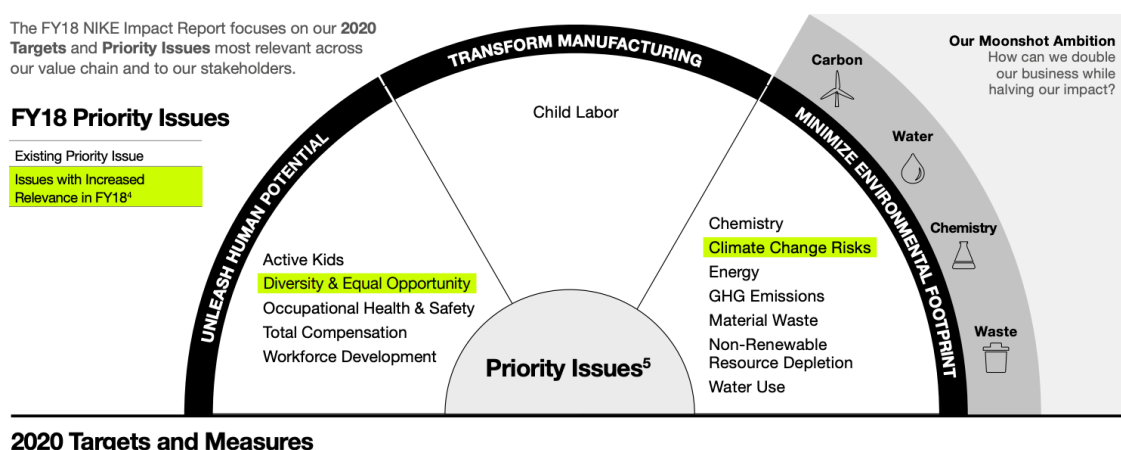 The FY18 NIKE Impact Report focuses on our 2020
Targets and Priority Issues most relevant across
our value chain and to our stakeholders.
FY18 Priority Issues
Existing Priority Issue
Issues with Increased
Relevance in FY18⁴
UNLEASH HUMAN POTENTIAL
Active Kids
Diversity & Equal Opportunity
Occupational Health & Safety
Total Compensation
Workforce Development
TRANSFORM MANUFACTURING
Child Labor
MINIMIZE ENVIRONMENTAL FOOTPRINT
Chemistry
Climate Change Risks
Energy
GHG Emissions
Material Waste
Non-Renewable
Resource Depletion
Water Use
Priority Issues⁵
Carbon
Water
Chemistry
Waste
Our Moonshot Ambition
How can we double
our business while
halving our impact?
2020 Targets and Measures